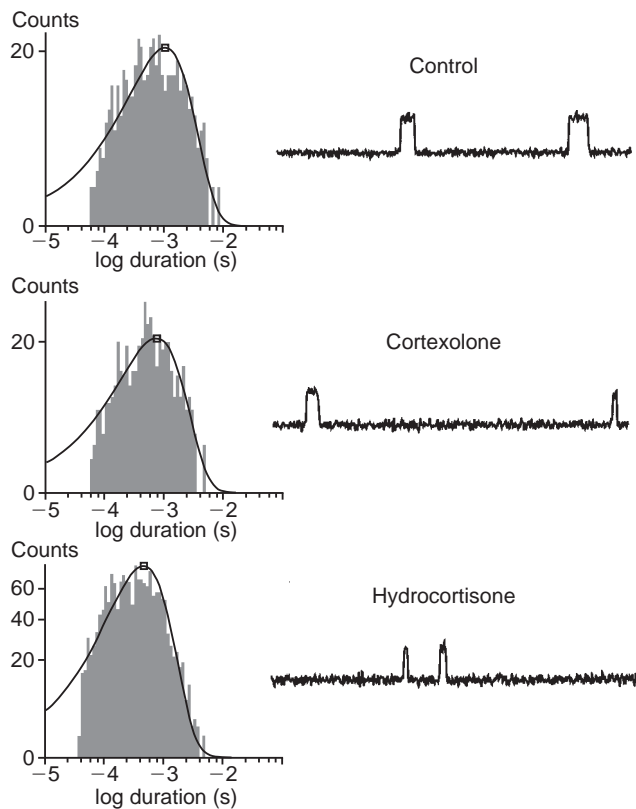 Counts
20
0
−5 −4 −3 −2
log duration (s)
Control
Counts
20
0
−5 −4 −3 −2
log duration (s)
Cortexolone
Counts
60
40
20
0
−5 −4 −3 −2
log duration (s)
Hydrocortisone